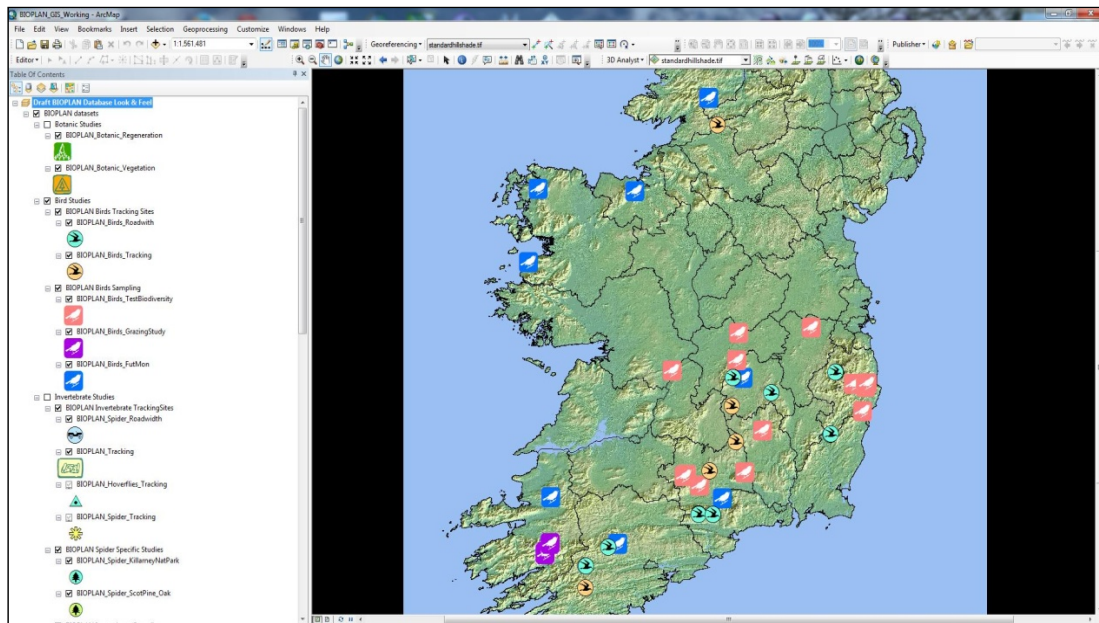 BIOPLAN_GIS_Working - ArcMap
File Edit View Bookmarks Insert Selection Geoprocessing Customize Windows Help
1:1,561,481 Georeferencing standardhillshade.tif Publisher
Editor 3D Analyst standardhillshade.tif
Table Of Contents
Draft BIOPLAN Database Look & Feel
BIOPLAN datasets
Botanic Studies
BIOPLAN_Botanic_Regeneration
BIOPLAN_Botanic_Vegetation
Bird Studies
BIOPLAN Birds Tracking Sites
BIOPLAN_Birds_Roadwith
BIOPLAN_Birds_Tracking
BIOPLAN Birds Sampling
BIOPLAN_Birds_TestBiodiversity
BIOPLAN_Birds_GrazingStudy
BIOPLAN_Birds_FutMon
Invertebrate Studies
BIOPLAN Invertebrate TrackingSites
BIOPLAN_Spider_Roadwidth
BIOPLAN_Tracking
BIOPLAN_Hoverflies_Tracking
BIOPLAN_Spider_Tracking
BIOPLAN Spider Specific Studies
BIOPLAN_Spider_KillarneyNatPark
BIOPLAN_Spider_ScotPine_Oak